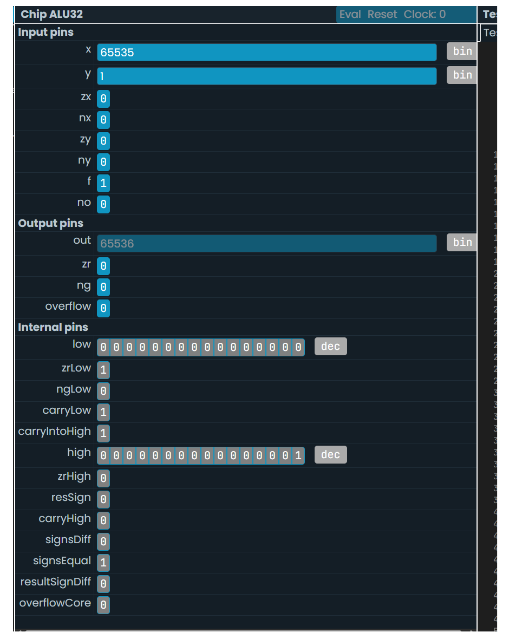 Chip ALU32 Eval Reset Clock: 0 Te
Input pins Te
x 65535 bin
y 1 bin
zx 0
nx 0
zy 0
ny 0
f 1
no 0
Output pins
out 65536 bin
zr 0
ng 0
overflow 0
Internal pins
low 0 0 0 0 0 0 0 0 0 0 0 0 0 0 0 0 dec
zrLow 1
ngLow 0
carryLow 1
carryIntoHigh 1
high 0 0 0 0 0 0 0 0 0 0 0 0 0 0 0 1 dec
zrHigh 0
resSign 0
carryHigh 0
signsDiff 0
signsEqual 1
resultSignDiff 0
overflowCore 0